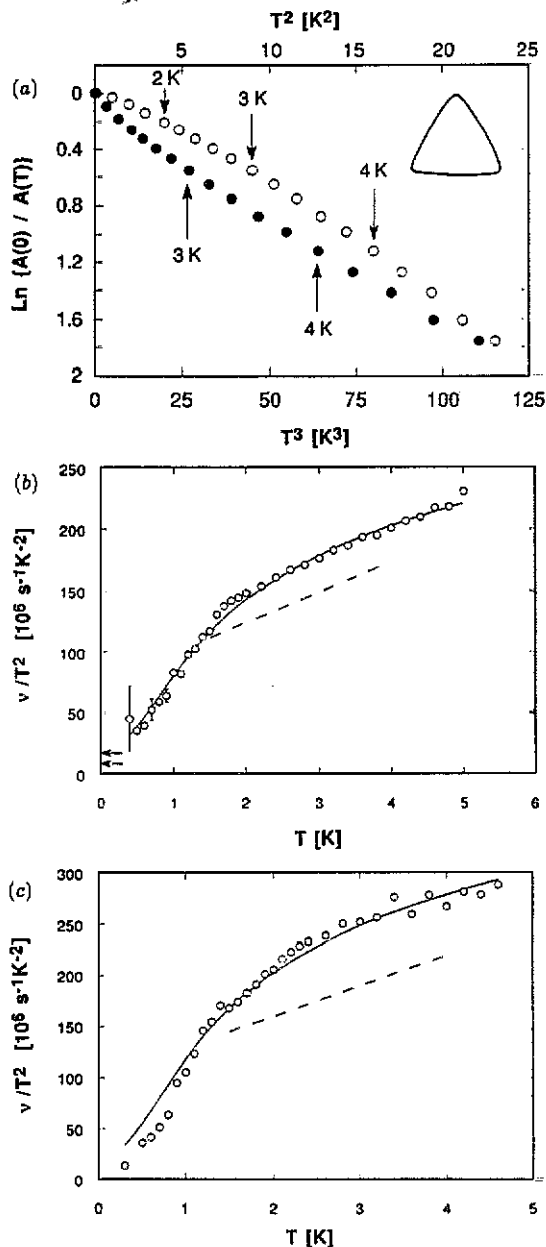 T² [K²]
0 5 10 15 20 25
(a)
0
0.4
0.8
1.2
1.6
2
Ln {A(0) / A(T)}
2 K
3 K
4 K
3 K
4 K
0 25 50 75 100 125
T³ [K³]
(b)
250
200
150
100
50
0
ν/T² [10⁶ s⁻¹K⁻²]
0 1 2 3 4 5 6
T [K]
(c)
300
250
200
150
100
50
0
ν/T² [10⁶ s⁻¹K⁻²]
0 1 2 3 4 5
T [K]